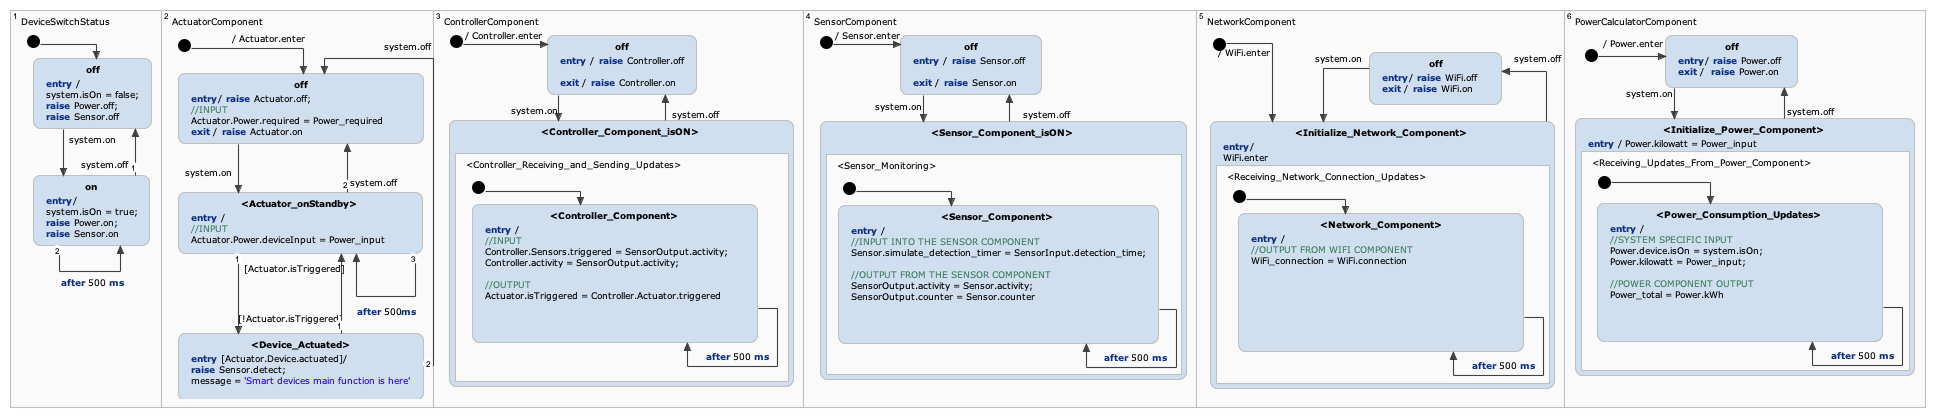 1
DeviceSwitchStatus
off
entry /
system.isOn = false;
raise Power.off;
raise Sensor.off
system.on
system.off
1
on
entry/
system.isOn = true;
raise Power.on;
raise Sensor.on
2
after 500 ms
2
ActuatorComponent
/ Actuator.enter
system.off
off
entry/ raise Actuator.off;
//INPUT
Actuator.Power.required = Power_required
exit / raise Actuator.on
system.on
2
system.off
<Actuator_onStandby>
entry /
//INPUT
Actuator.Power.deviceInput = Power_input
1
[Actuator.isTriggered]
3
after 500ms
[!Actuator.isTriggered]
1
<Device_Actuated>
entry [Actuator.Device.actuated]/
raise Sensor.detect;
message = 'Smart devices main function is here'
2
3
ControllerComponent
/ Controller.enter
off
entry / raise Controller.off
exit / raise Controller.on
system.on
system.off
<Controller_Component_isON>
<Controller_Receiving_and_Sending_Updates>
<Controller_Component>
entry /
//INPUT
Controller.Sensors.triggered = SensorOutput.activity;
Controller.activity = SensorOutput.activity;
//OUTPUT
Actuator.isTriggered = Controller.Actuator.triggered
after 500 ms
4
SensorComponent
/ Sensor.enter
off
entry / raise Sensor.off
exit / raise Sensor.on
system.on
system.off
<Sensor_Component_isON>
<Sensor_Monitoring>
<Sensor_Component>
entry /
//INPUT INTO THE SENSOR COMPONENT
Sensor.simulate_detection_timer = SensorInput.detection_time;
//OUTPUT FROM THE SENSOR COMPONENT
SensorOutput.activity = Sensor.activity;
SensorOutput.counter = Sensor.counter
after 500 ms
5
NetworkComponent
/ WiFi.enter
system.on
off
entry/ raise WiFi.off
exit / raise WiFi.on
system.off
<Initialize_Network_Component>
entry/
WiFi.enter
<Receiving_Network_Connection_Updates>
<Network_Component>
entry /
//OUTPUT FROM WIFI COMPONENT
WiFi_connection = WiFi.connection
after 500 ms
6
PowerCalculatorComponent
/ Power.enter
off
entry / raise Power.off
exit / raise Power.on
system.on
system.off
<Initialize_Power_Component>
entry / Power.kilowatt = Power_input
<Receiving_Updates_From_Power_Component>
<Power_Consumption_Updates>
entry /
//SYSTEM SPECIFIC INPUT
Power.device.isOn = system.isOn;
Power.kilowatt = Power_input;
//POWER COMPONENT OUTPUT
Power_total = Power.kWh
after 500 ms